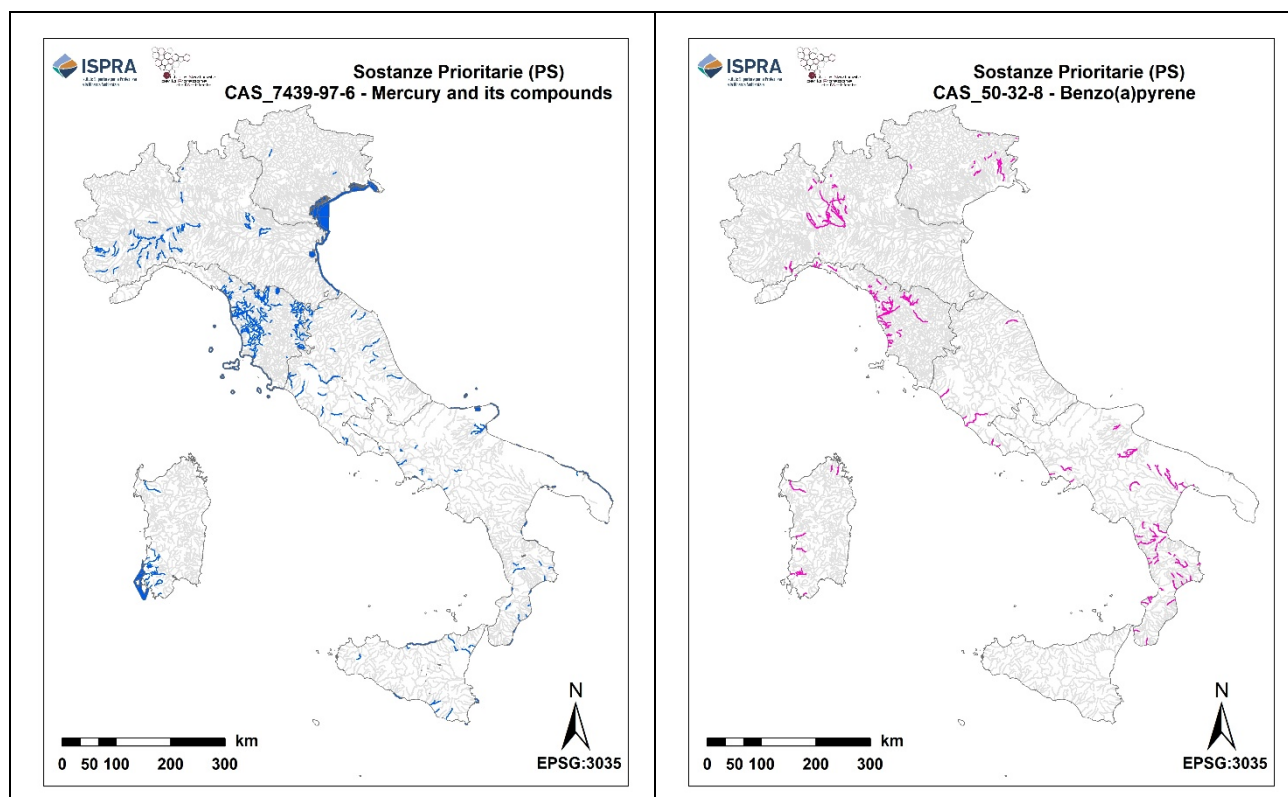 ISPRA
Sostanze Prioritarie (PS)
CAS_7439-97-6 - Mercury and its compounds
N
km
0 50 100 200 300
EPSG:3035
ISPRA
Sostanze Prioritarie (PS)
CAS_50-32-8 - Benzo(a)pyrene
N
km
0 50 100 200 300
EPSG:3035